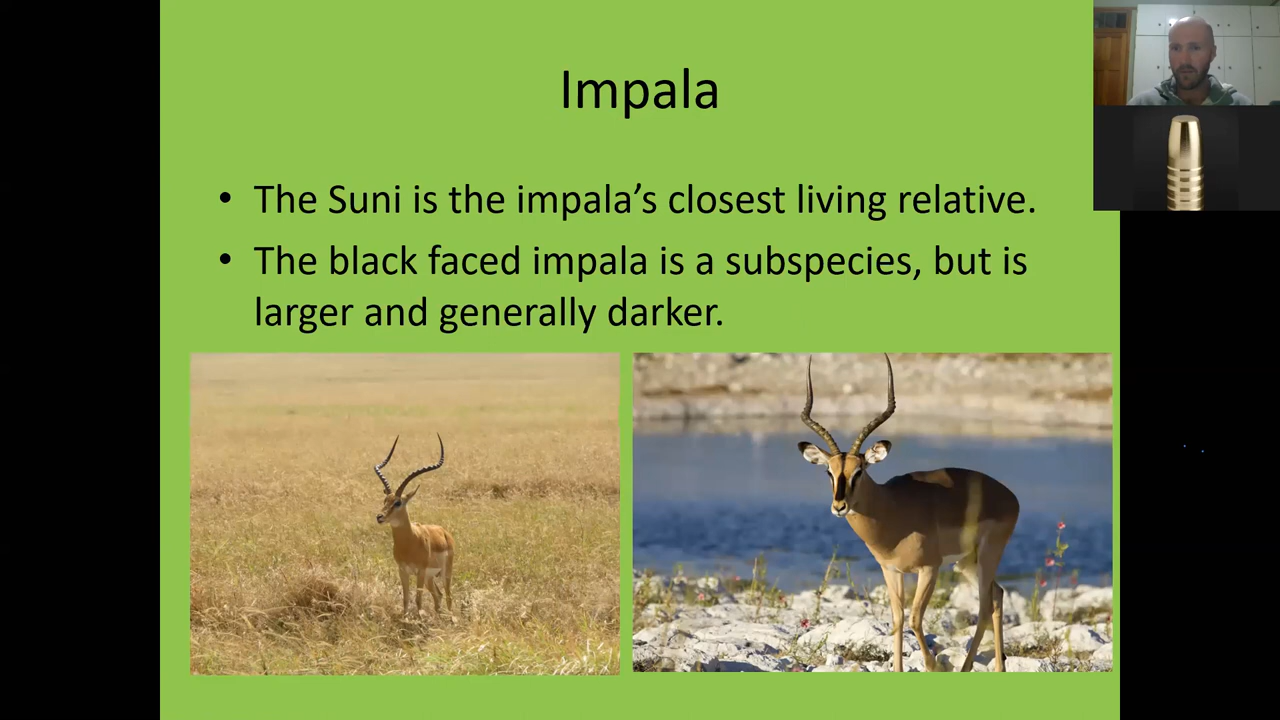 Impala
• The Suni is the impala’s closest living relative.
• The black faced impala is a subspecies, but is
larger and generally darker.